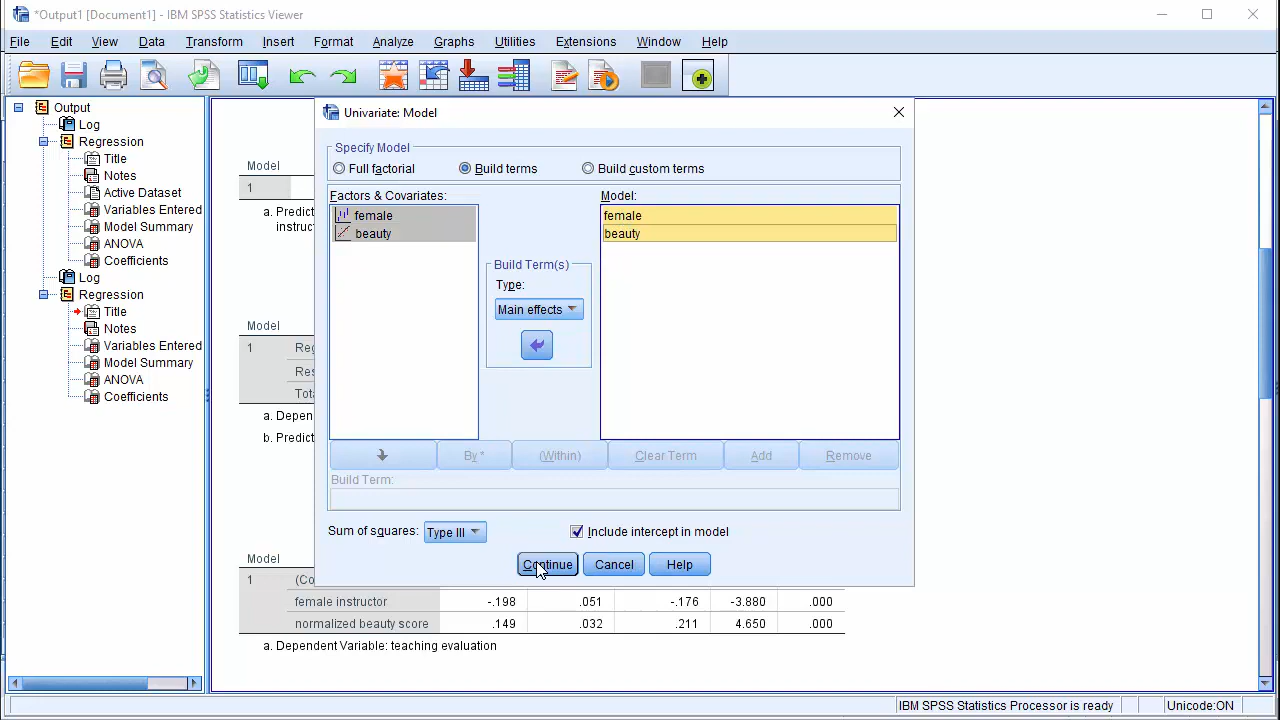 *Output1 [Document1] - IBM SPSS Statistics Viewer
File Edit View Data Transform Insert Format Analyze Graphs Utilities Extensions Window Help
Output
Log
Regression
Title
Notes
Active Dataset
Variables Entered
Model Summary
ANOVA
Coefficients
Log
Regression
Title
Notes
Variables Entered
Model Summary
ANOVA
Coefficients
Model
1
a. Predict
instruct
Model
1
Reg
Res
Tota
a. Depen
b. Predict
Univariate: Model
Specify Model
Full factorial Build terms Build custom terms
Factors & Covariates:
female
beauty
Build Term(s)
Type:
Main effects
Model:
female
beauty
By * (Within) Clear Term Add Remove
Build Term:
Sum of squares: Type III Include intercept in model
Continue Cancel Help
Model
1 (Co
female instructor -.198 .051 -.176 -3.880 .000
normalized beauty score .149 .032 .211 4.650 .000
a. Dependent Variable: teaching evaluation
IBM SPSS Statistics Processor is ready Unicode:ON